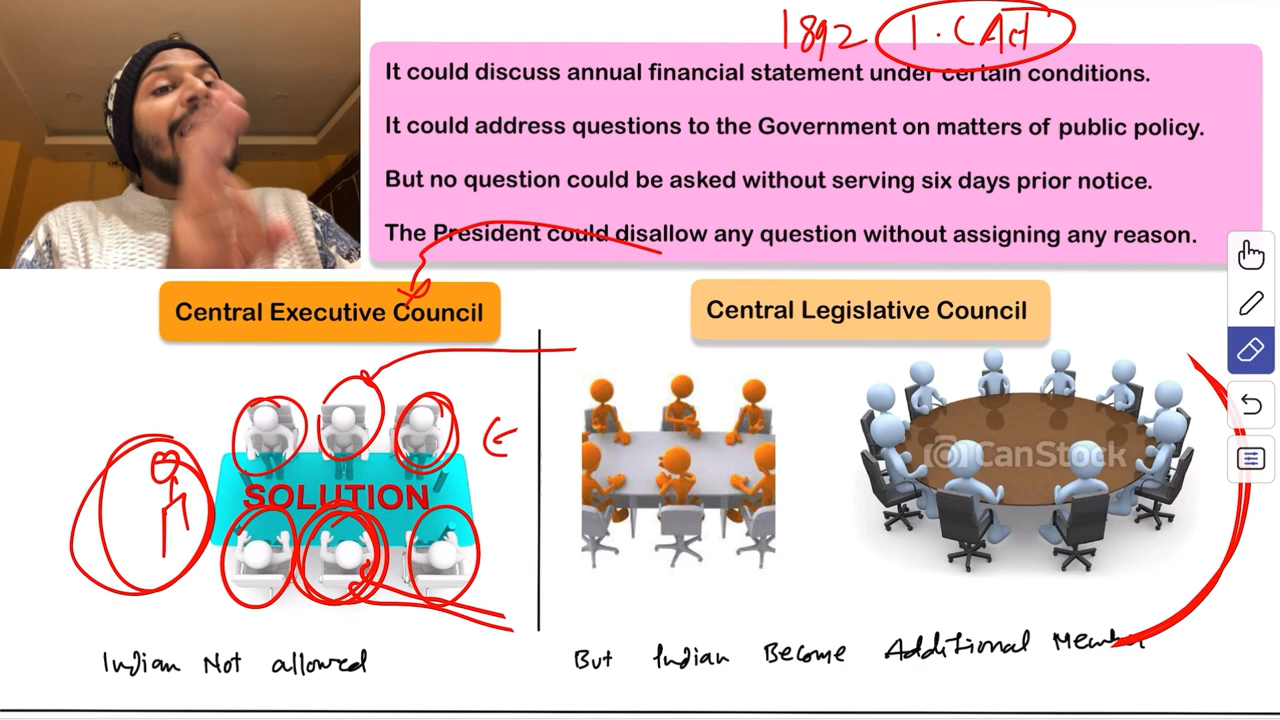 1892 I.C Act
It could discuss annual financial statement under certain conditions.
It could address questions to the Government on matters of public policy.
But no question could be asked without serving six days prior notice.
The President could disallow any question without assigning any reason.
Central Executive Council
Central Legislative Council
SOLUTION
CanStock
Indian Not allowed
But Indian Become Additional Member